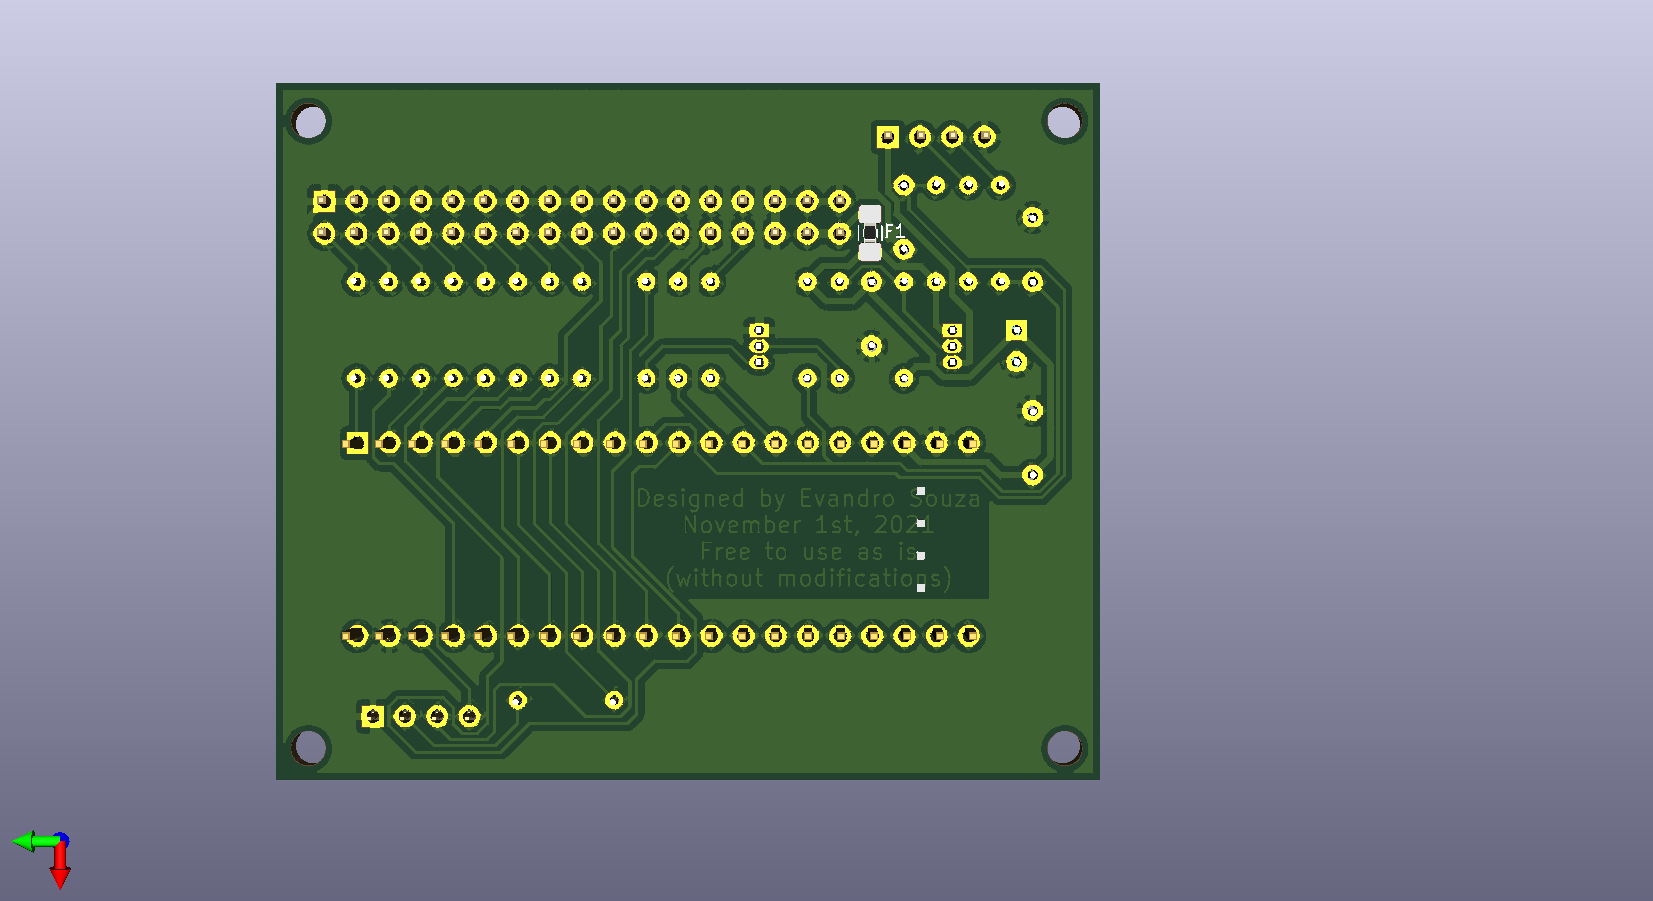 F1
Designed by Evandro Souza
November 1st, 2021
Free to use as is
(without modifications)